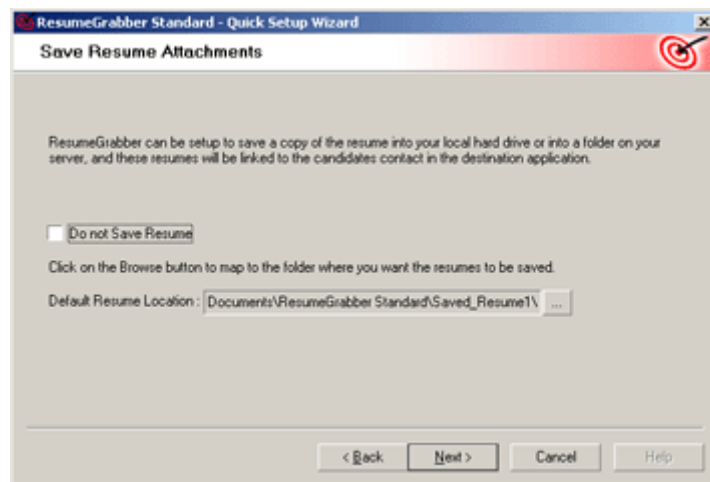 ResumeGrabber Standard - Quick Setup Wizard
Save Resume Attachments
ResumeGrabber can be setup to save a copy of the resume into your local hard drive or into a folder on your
server, and these resumes will be linked to the candidates contact in the destination application.
Do not Save Resume
Click on the Browse button to map to the folder where you want the resumes to be saved.
Default Resume Location : Documents\ResumeGrabber Standard\Saved_Resume1\ ...
< Back Next > Cancel Help